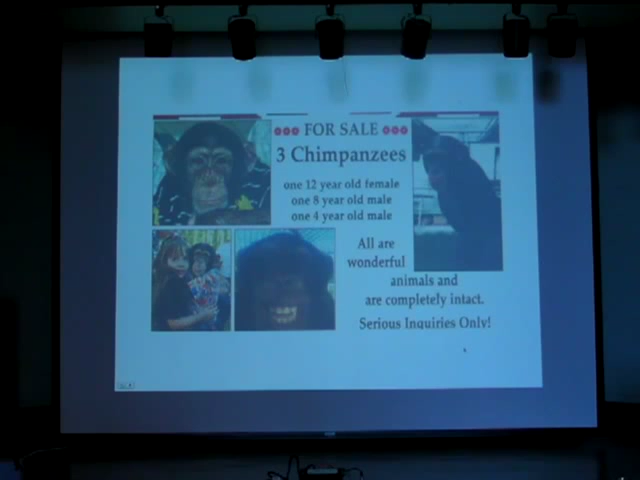 FOR SALE
3 Chimpanzees
one 12 year old female
one 8 year old male
one 4 year old male
All are
wonderful
animals and
are completely intact.
Serious Inquiries Only!